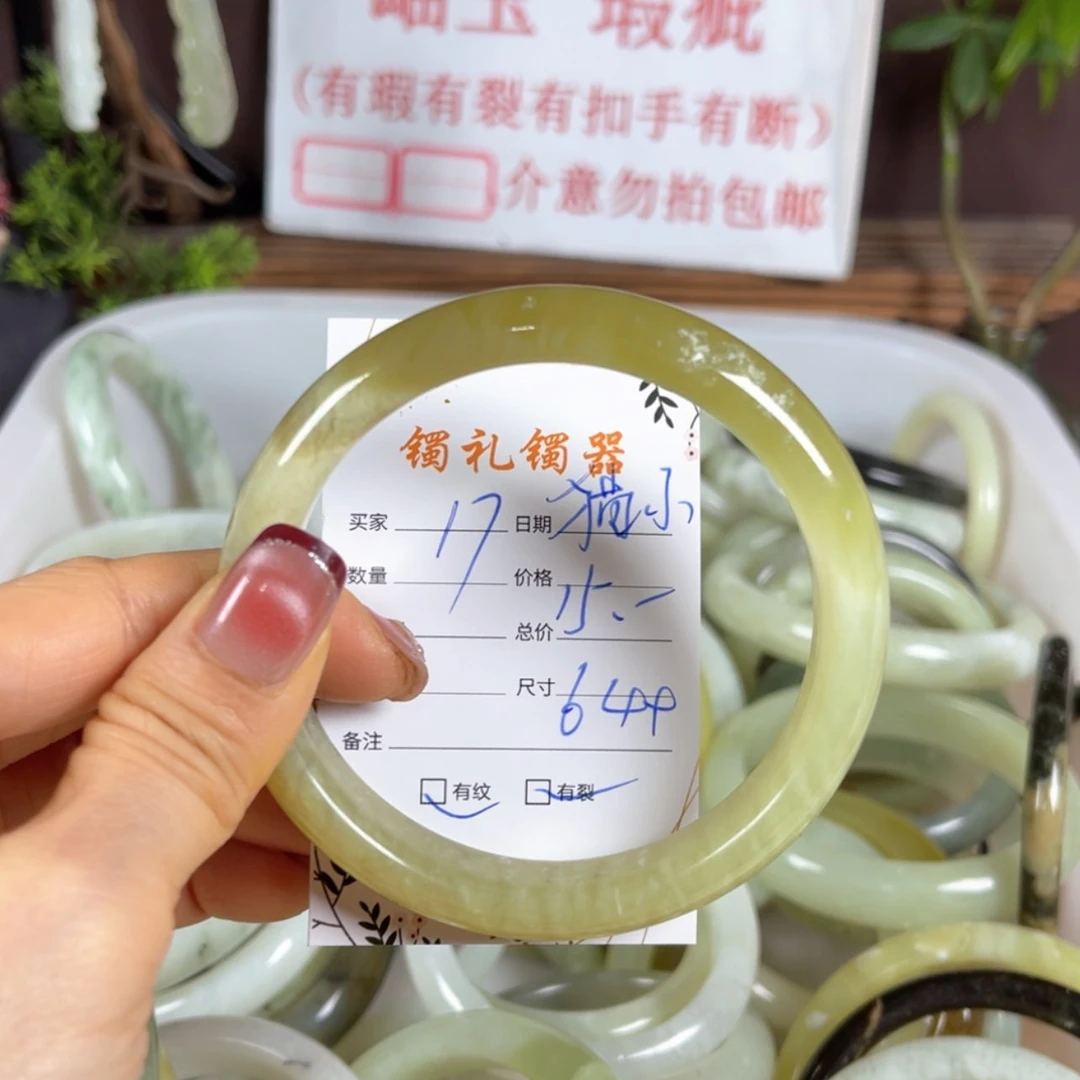 岫玉 瑕疵
(有瑕有裂有扣手有断)
介意勿拍包邮
镯礼镯器
买家 17 日期 猫小
数量 价格 15.-
总价
尺寸 64
备注
有纹 有裂